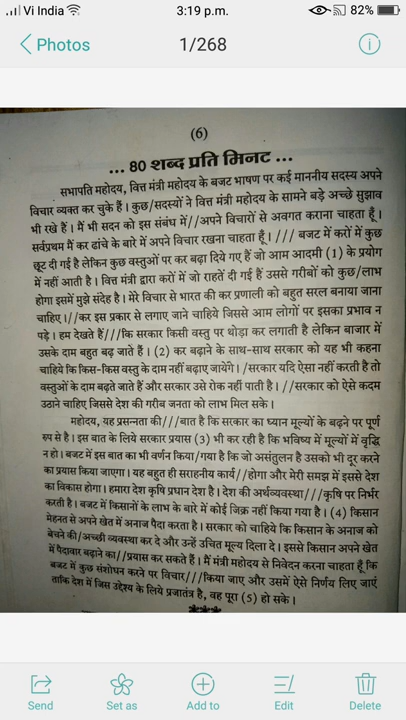 Vi India 3:19 p.m. 82%
Photos 1/268
(6)
... 80 शब्द प्रति मिनट ...
सभापति महोदय, वित्त मंत्री महोदय के बजट भाषण पर कई माननीय सदस्य अपने
विचार व्यक्त कर चुके हैं । कुछ/सदस्यों ने वित्त मंत्री महोदय के सामने बड़े अच्छे सुझाव
भी रखे हैं । मैं भी सदन को इस संबंध में//अपने विचारों से अवगत कराना चाहता हूँ ।
सर्वप्रथम मैं कर ढांचे के बारे में अपने विचार रखना चाहता हूँ । /// बजट में करों में कुछ
छूट दी गई है लेकिन कुछ वस्तुओं पर कर बढ़ा दिये गए हैं जो आम आदमी (1) के प्रयोग
में नहीं आती है । वित्त मंत्री द्वारा करों में जो राहतें दी गई हैं उससे गरीबों को कुछ/लाभ
होगा इसमें मुझे संदेह है । मेरे विचार से भारत की कर प्रणाली को बहुत सरल बनाया जाना
चाहिए ।//कर इस प्रकार से लगाए जाने चाहिये जिससे आम लोगों पर इसका प्रभाव न
पड़े । हम देखते हैं///कि सरकार किसी वस्तु पर थोड़ा कर लगाती है लेकिन बाजार में
उसके दाम बहुत बढ़ जाते हैं । (2) कर बढ़ाने के साथ-साथ सरकार को यह भी कहना
चाहिये कि किस-किस वस्तु के दाम नहीं बढ़ाए जायेंगे । /सरकार यदि ऐसा नहीं करती है तो
वस्तुओं के दाम बढ़ते जाते हैं और सरकार उसे रोक नहीं पाती है । //सरकार को ऐसे कदम
उठाने चाहिए जिससे देश की गरीब जनता को लाभ मिल सके ।
महोदय, यह प्रसन्नता की///बात है कि सरकार का ध्यान मूल्यों के बढ़ने पर पूर्ण
रुप से है । इस बात के लिये सरकार प्रयास (3) भी कर रही है कि भविष्य में मूल्यों में वृद्धि
न हो । बजट में इस बात का भी वर्णन किया/गया है कि जो असंतुलन है उसको भी दूर करने
का प्रयास किया जाएगा । यह बहुत ही सराहनीय कार्य//होगा और मेरी समझ में इससे देश
का विकास होगा । हमारा देश कृषि प्रधान देश है । देश की अर्थव्यवस्था///कृषि पर निर्भर
करती है । बजट में किसानों के लाभ के बारे में कोई जिक्र नहीं किया गया है । (4) किसान
मेहनत से अपने खेत में अनाज पैदा करता है । सरकार को चाहिये कि किसान के अनाज को
बेचने की/अच्छी व्यवस्था कर दे और उन्हें उचित मूल्य दिला दे । इससे किसान अपने खेत
में पैदावार बढ़ाने का//प्रयास कर सकते हैं । मैं मंत्री महोदय से निवेदन करना चाहता हूँ कि
बजट में कुछ संशोधन करने पर विचार///किया जाए और उसमें ऐसे निर्णय लिए जाएं
ताकि देश में जिस उद्देश्य के लिये प्रजातंत्र है, वह पूरा (5) हो सके ।
***
Send Set as Add to Edit Delete